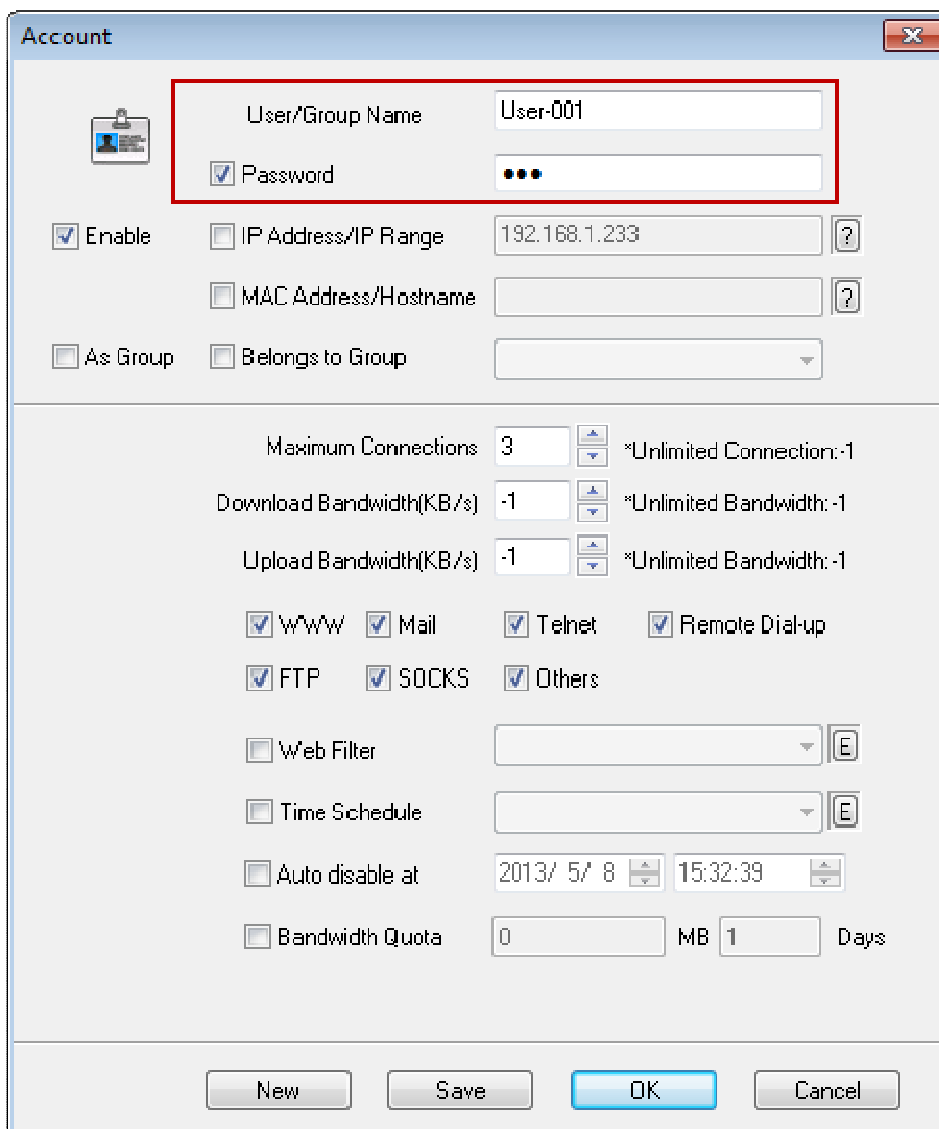 Account
User/Group Name User-001
Password •••
Enable IP Address/IP Range 192.168.1.233 ?
MAC Address/Hostname ?
As Group Belongs to Group
Maximum Connections 3 *Unlimited Connection:-1
Download Bandwidth(KB/s) -1 *Unlimited Bandwidth:-1
Upload Bandwidth(KB/s) -1 *Unlimited Bandwidth:-1
WWW Mail Telnet Remote Dial-up
FTP SOCKS Others
Web Filter E
Time Schedule E
Auto disable at 2013/ 5/ 8 15:32:39
Bandwidth Quota 0 MB 1 Days
New Save OK Cancel